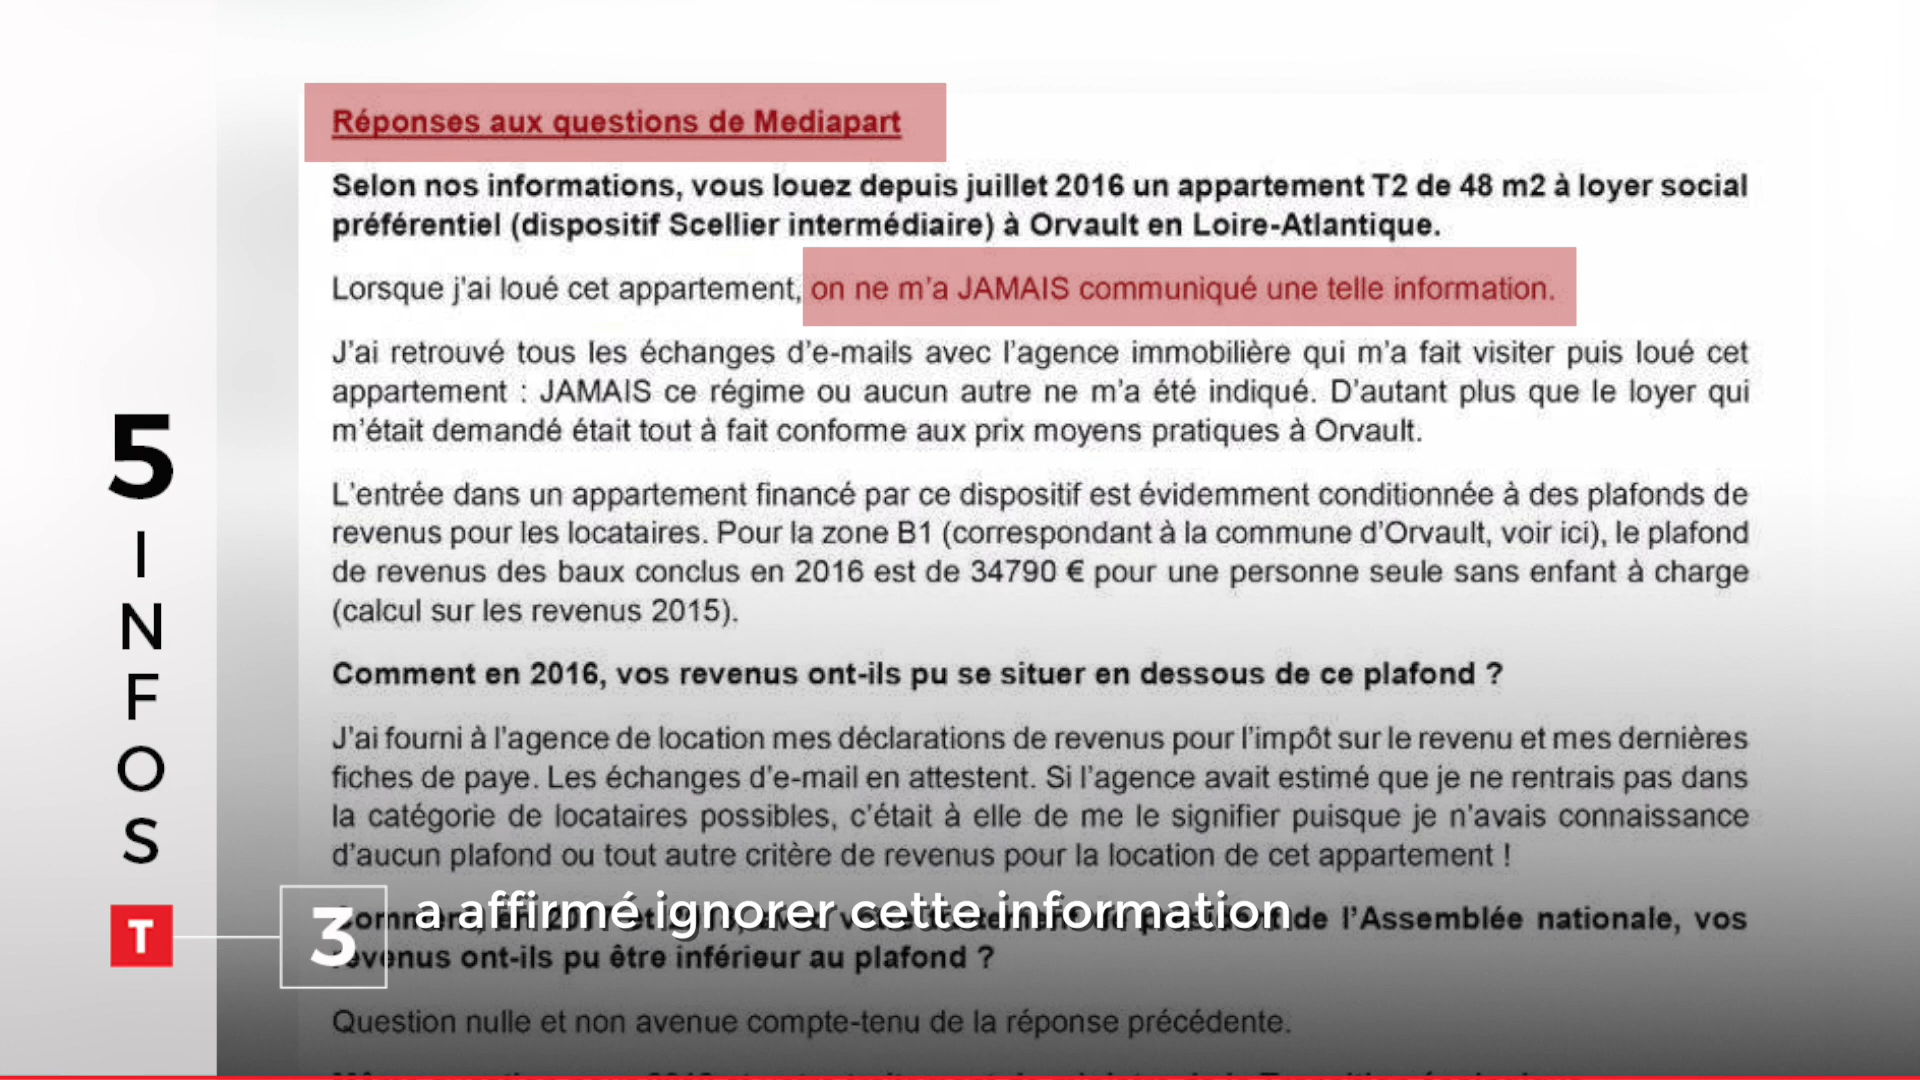 Réponses aux questions de Mediapart
Selon nos informations, vous louez depuis juillet 2016 un appartement T2 de 48 m2 à loyer social
préférentiel (dispositif Scellier intermédiaire) à Orvault en Loire-Atlantique.
Lorsque j'ai loué cet appartement, on ne m'a JAMAIS communiqué une telle information.
J'ai retrouvé tous les échanges d'e-mails avec l'agence immobilière qui m'a fait visiter puis loué cet
appartement : JAMAIS ce régime ou aucun autre ne m'a été indiqué. D'autant plus que le loyer qui
m'était demandé était tout à fait conforme aux prix moyens pratiques à Orvault.
L'entrée dans un appartement financé par ce dispositif est évidemment conditionnée à des plafonds de
revenus pour les locataires. Pour la zone B1 (correspondant à la commune d'Orvault, voir ici), le plafond
de revenus des baux conclus en 2016 est de 34790 € pour une personne seule sans enfant à charge
(calcul sur les revenus 2015).
Comment en 2016, vos revenus ont-ils pu se situer en dessous de ce plafond ?
J'ai fourni à l'agence de location mes déclarations de revenus pour l'impôt sur le revenu et mes dernières
fiches de paye. Les échanges d'e-mail en attestent. Si l'agence avait estimé que je ne rentrais pas dans
la catégorie de locataires possibles, c'était à elle de me le signifier puisque je n'avais connaissance
d'aucun plafond ou tout autre critère de revenus pour la location de cet appartement !
de l'Assemblée nationale, vos
revenus ont-ils pu être inférieur au plafond ?
Question nulle et non avenue compte-tenu de la réponse précédente.
5
I
N
F
O
S
T
3
a affirmé ignorer cette information